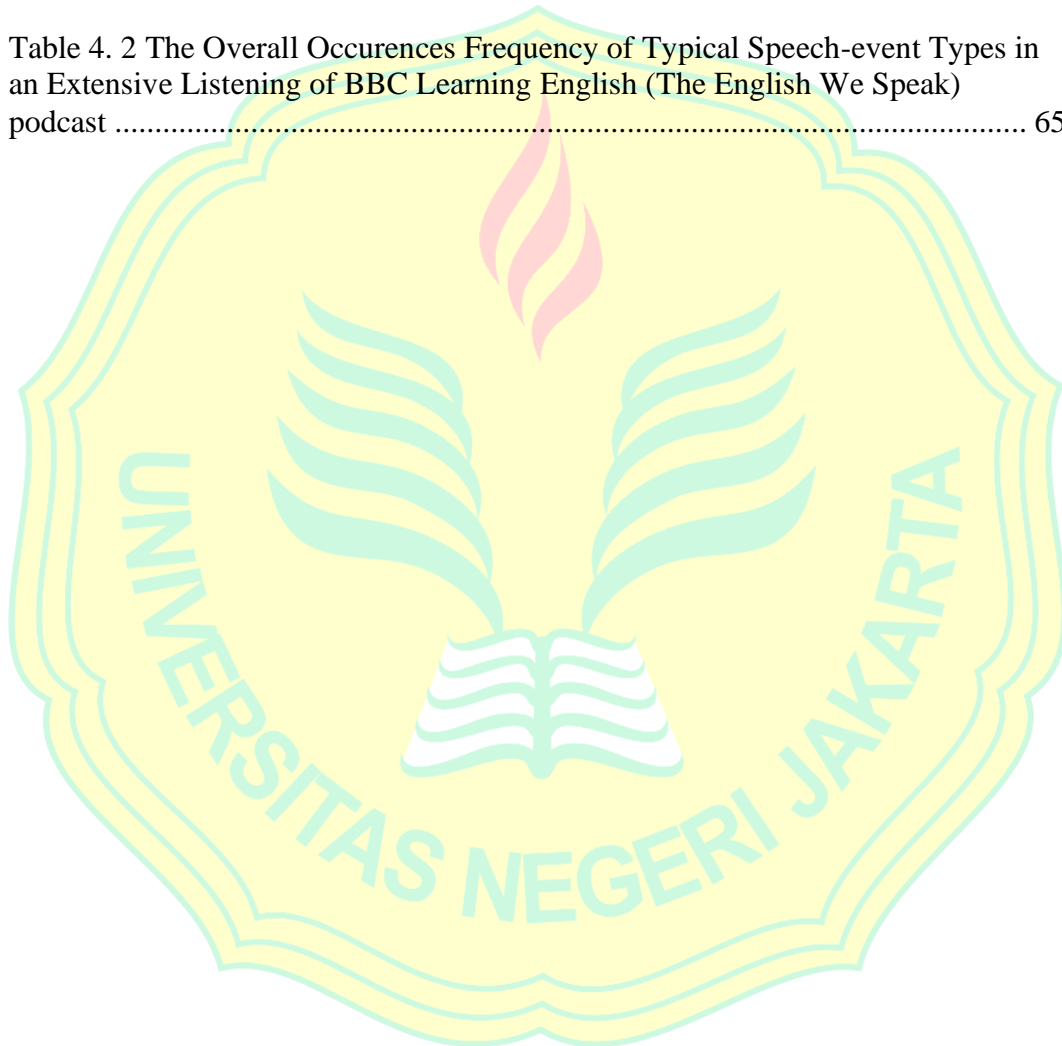 Table 4. 2 The Overall Occurences Frequency of Typical Speech-event Types in
an Extensive Listening of BBC Learning English (The English We Speak)
podcast .................................................................................................................. 65
UNIVERSITAS NEGERI JAKARTA